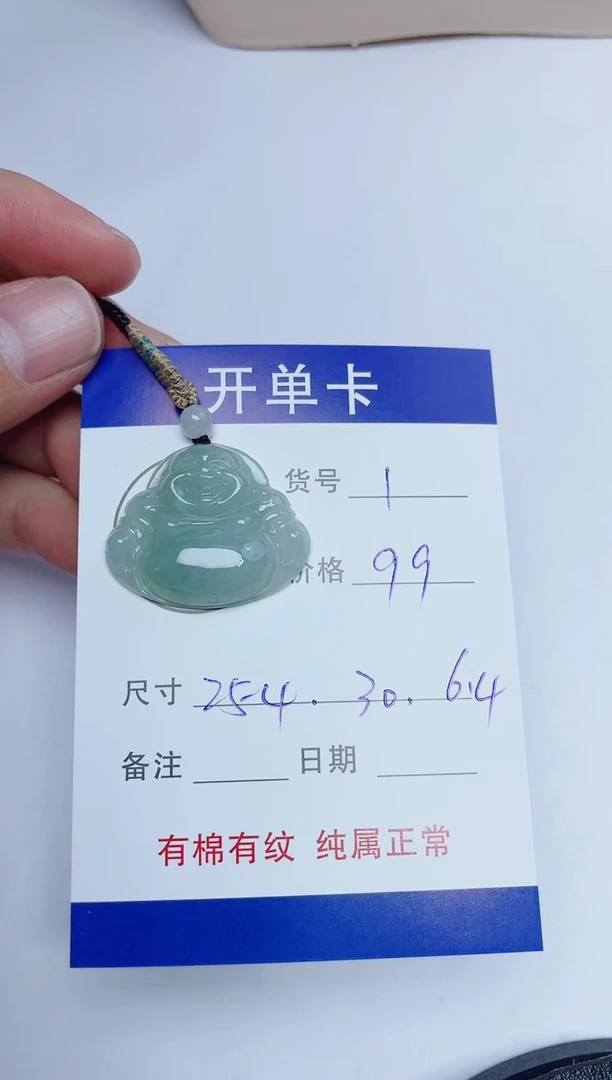 开单卡
货号 1
价格 99
尺寸 25.4. 30. 6.4
备注 日期
有棉有纹 纯属正常